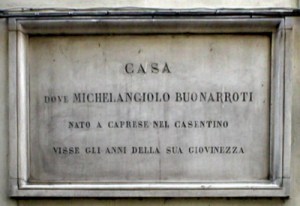 CASA
DOVE MICHELANGIOLO BUONARROTI
NATO A CAPRESE NEL CASENTINO
VISSE GLI ANNI DELLA SUA GIOVINEZZA